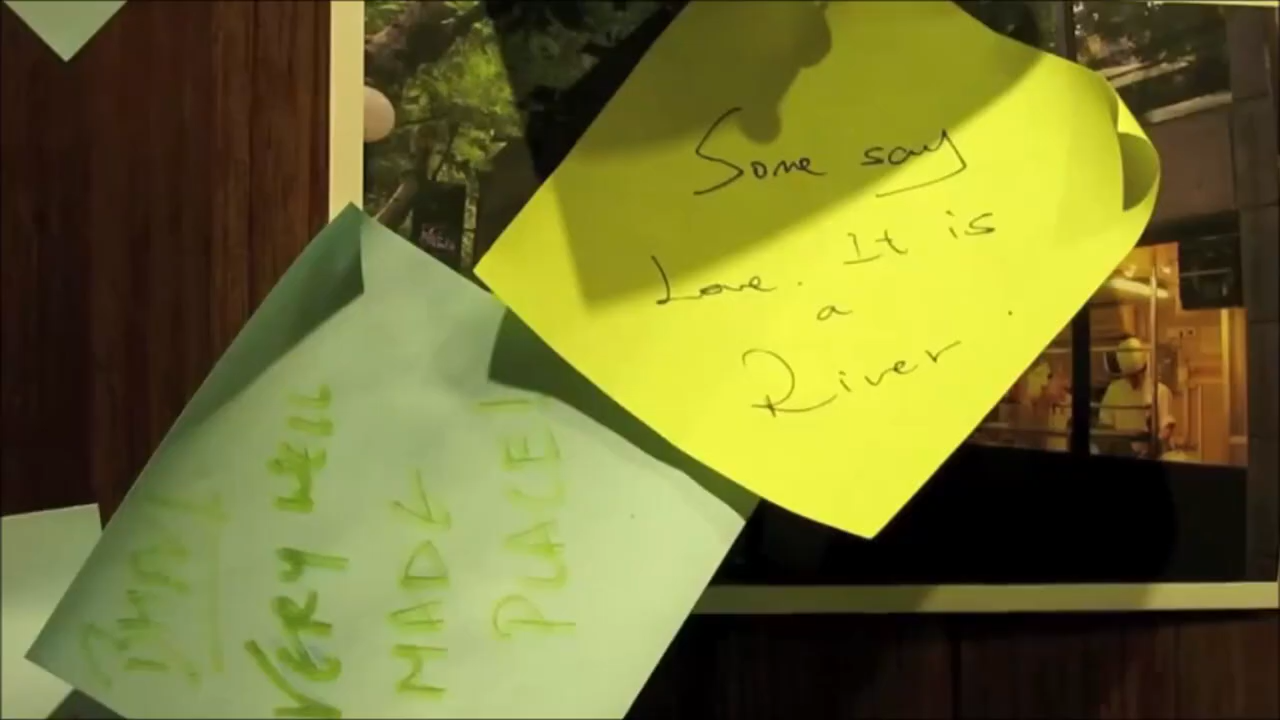 Some say
Love. It is
a
River.
VERY WELL
MADE
PLACE!